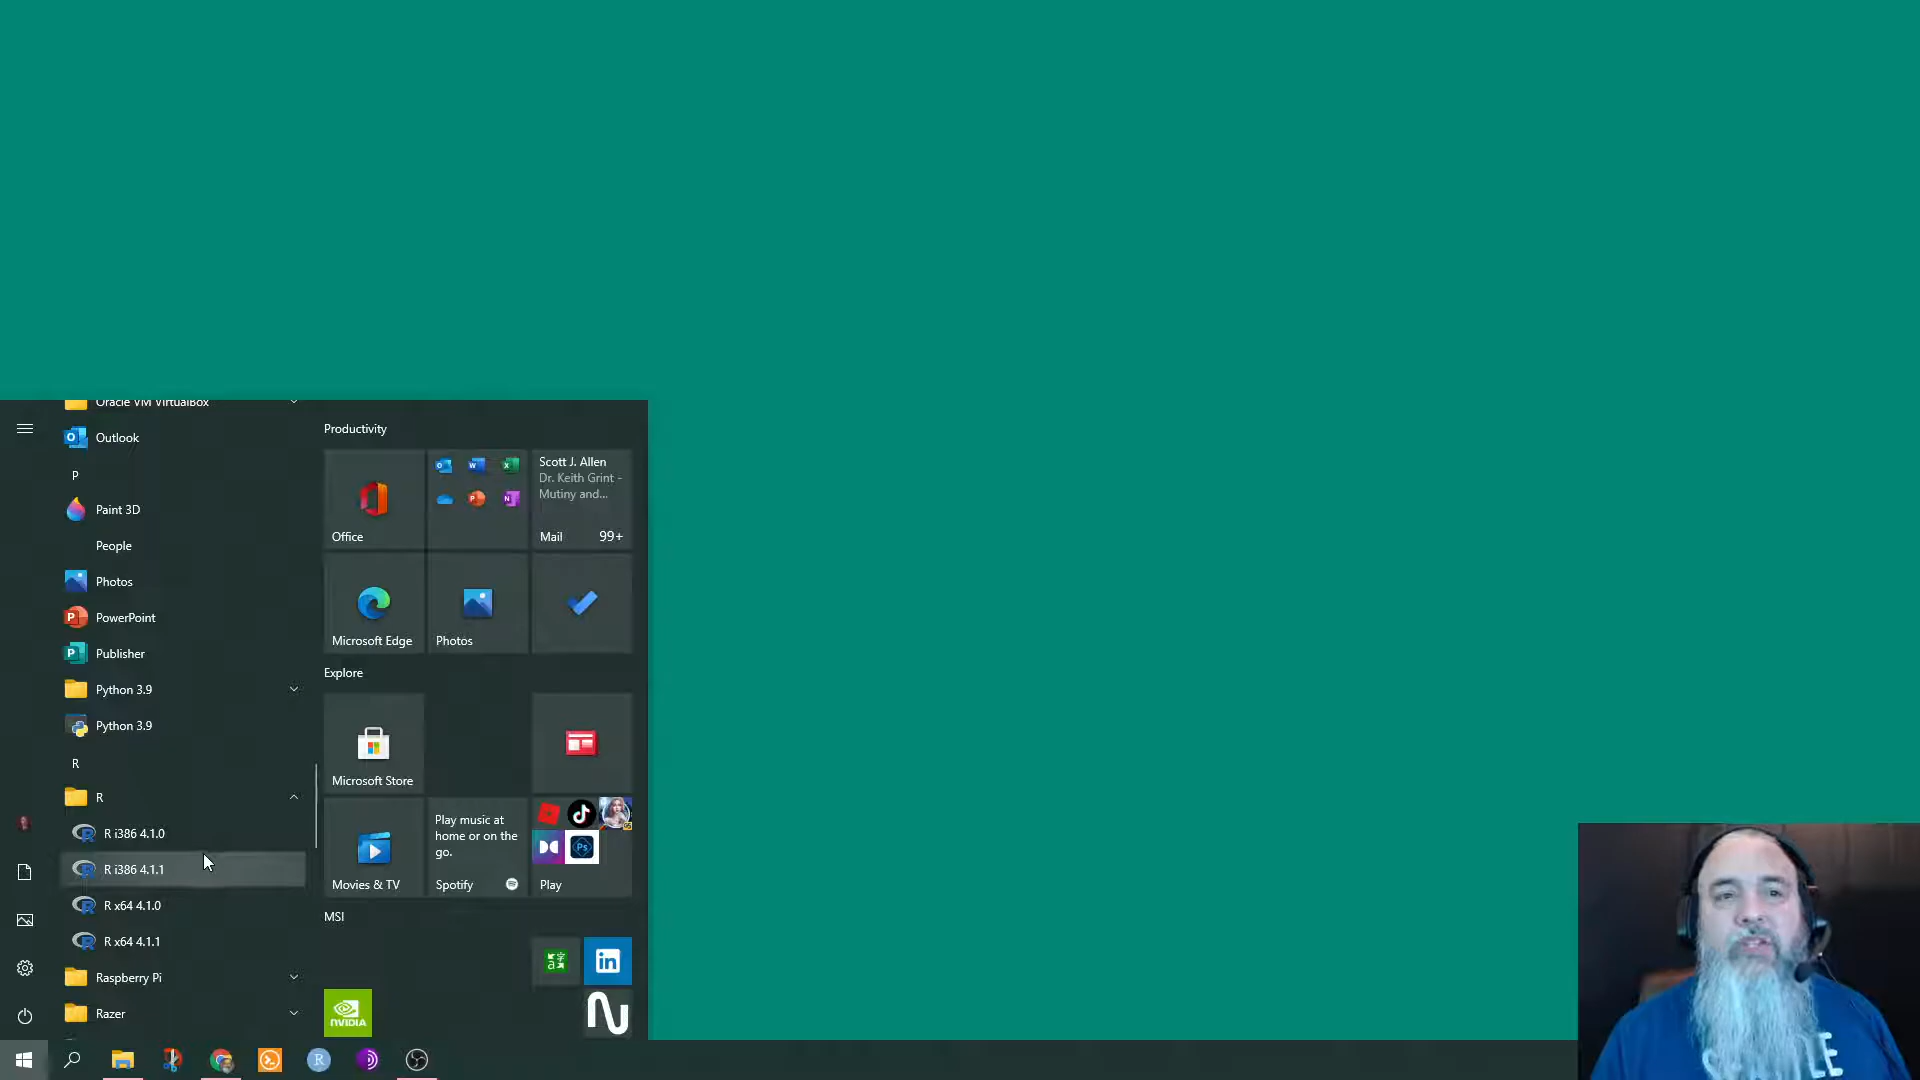 Oracle VM VirtualBox
Outlook
P
Paint 3D
People
Photos
PowerPoint
Publisher
Python 3.9
Python 3.9
R
R
R i386 4.1.0
R i386 4.1.1
R x64 4.1.0
R x64 4.1.1
Raspberry Pi
Razer
Productivity
Office
Scott J. Allen
Dr. Keith Grint -
Mutiny and...
Mail 99+
Microsoft Edge
Photos
Explore
Microsoft Store
Movies & TV
Play music at
home or on the
go.
Spotify
Ps
Play
MSI
in
NVIDIA
R